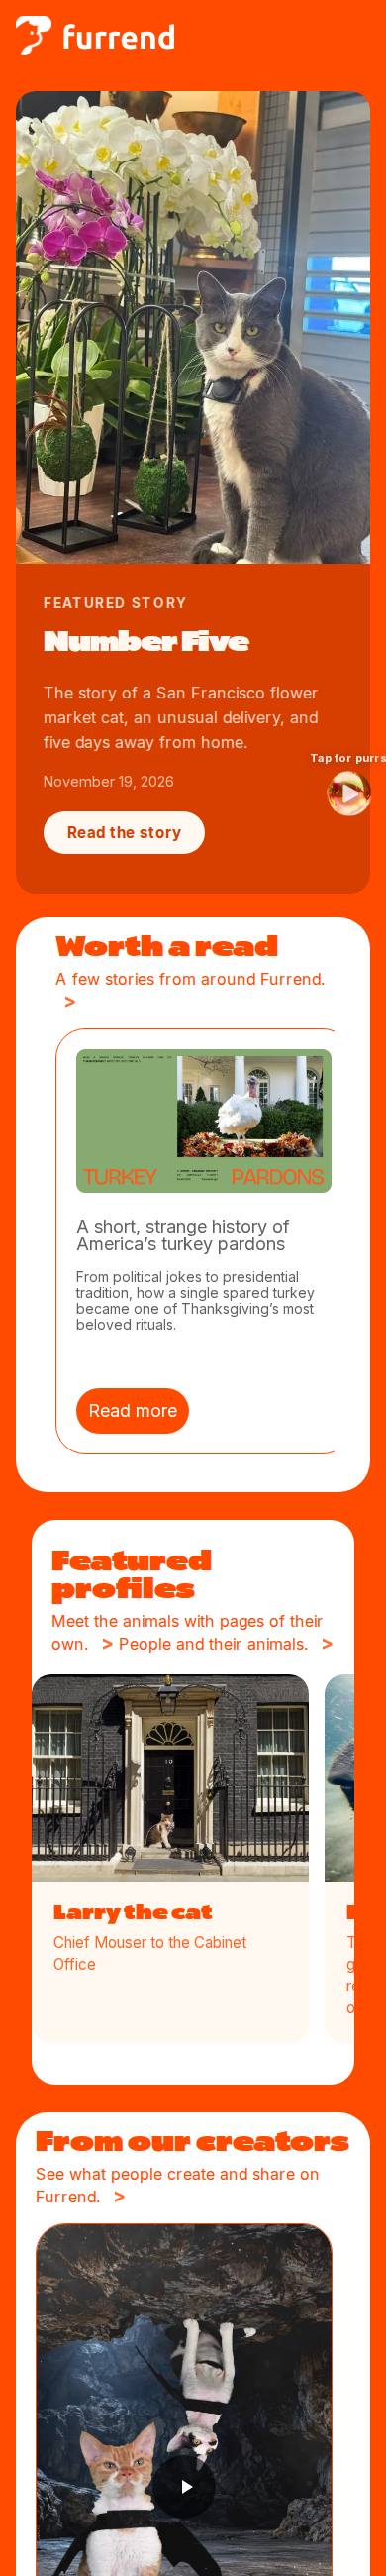 furrend
FEATURED STORY
Number Five
The story of a San Francisco flower
market cat, an unusual delivery, and
five days away from home.
Tap for purrs
November 19, 2026
Read the story
Worth a read
A few stories from around Furrend.
>
TURKEY
PARDONS
A short, strange history of
America’s turkey pardons
From political jokes to presidential
tradition, how a single spared turkey
became one of Thanksgiving’s most
beloved rituals.
Read more
Featured
profiles
Meet the animals with pages of their
own. > People and their animals. >
10
Larry the cat
Chief Mouser to the Cabinet
Office
From our creators
See what people create and share on
Furrend. >